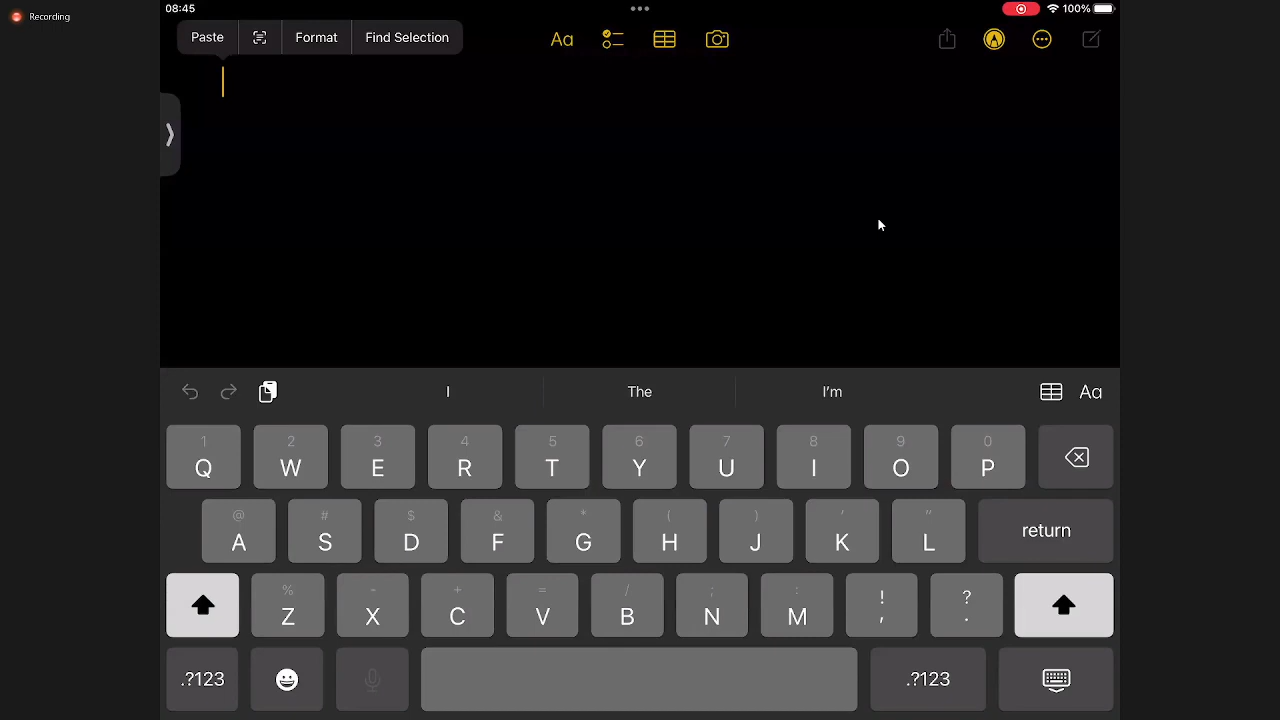 Recording
08:45
100%
Paste Format Find Selection
Aa
I The I'm
Aa
1 2 3 4 5 6 7 8 9 0
Q W E R T Y U I O P
@ # $ & * ( ) ' "
A S D F G H J K L return
% - + = / ; : ! ?
Z X C V B N M , .
.?123 .?123